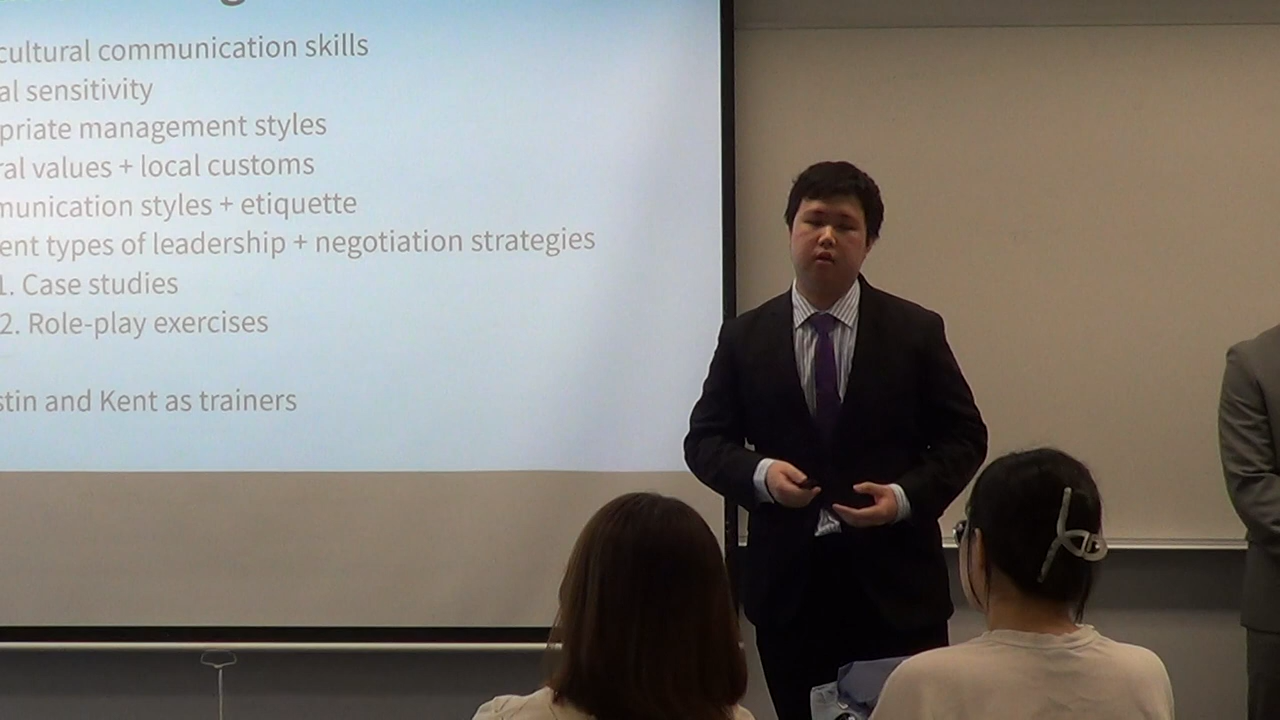 cultural communication skills
al sensitivity
priate management styles
ral values + local customs
munication styles + etiquette
ent types of leadership + negotiation strategies
1. Case studies
2. Role-play exercises
stin and Kent as trainers